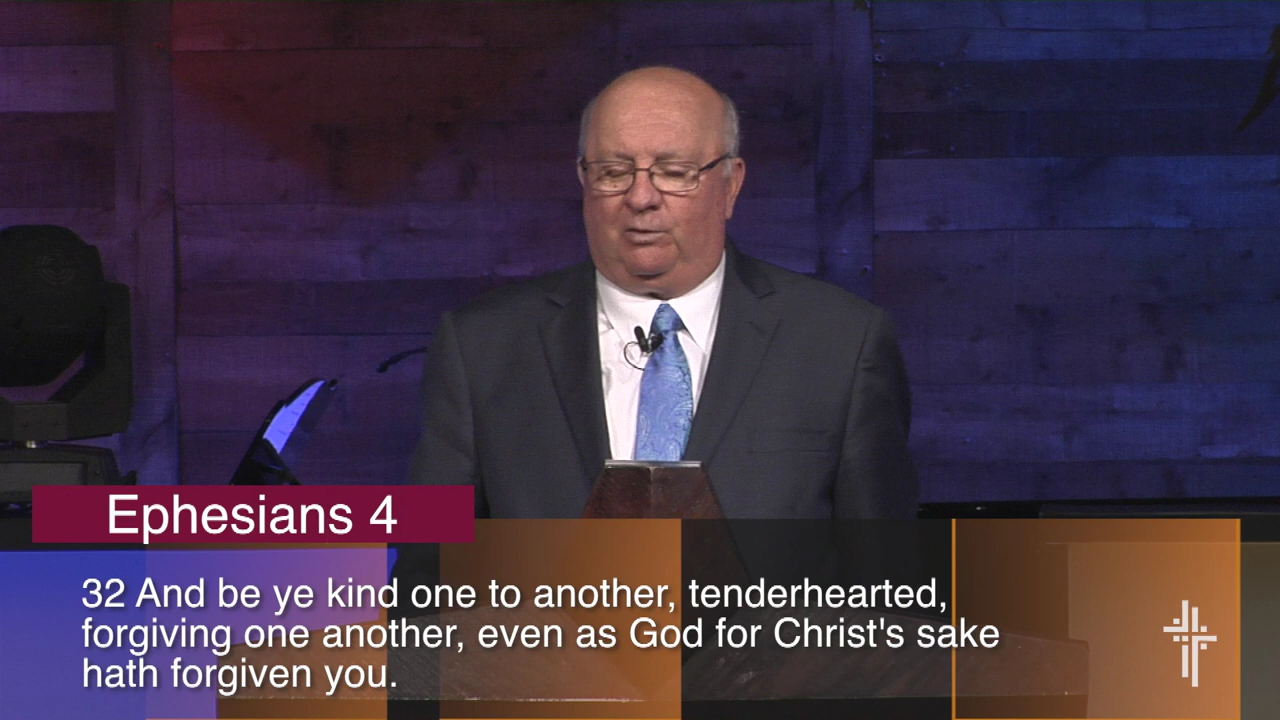 Ephesians 4
32 And be ye kind one to another, tenderhearted,
forgiving one another, even as God for Christ's sake
hath forgiven you.